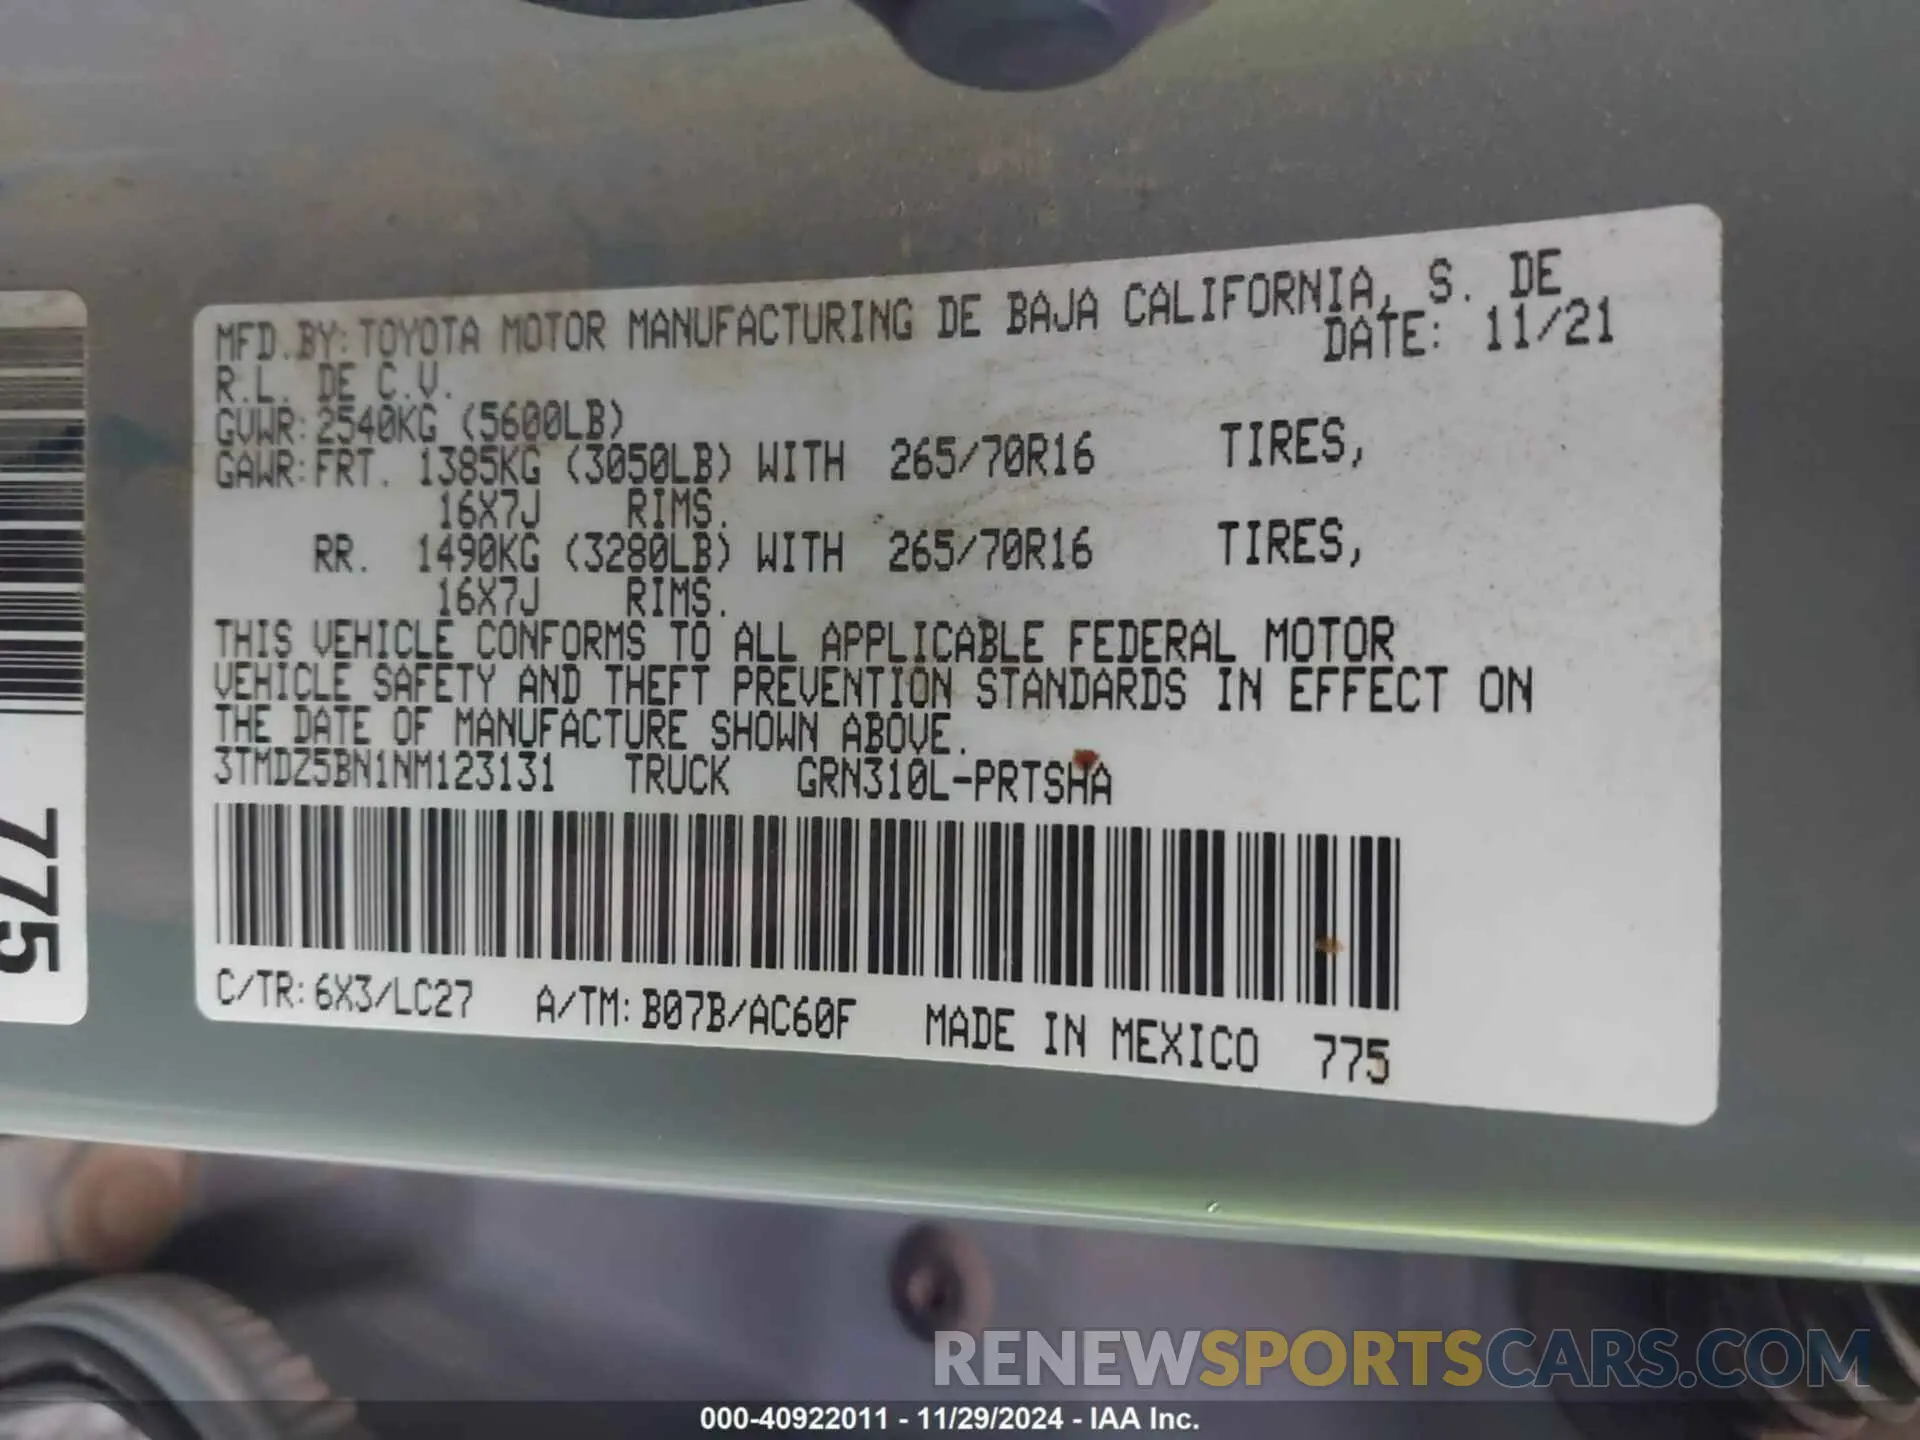 MFD.BY:TOYOTA MOTOR MANUFACTURING DE BAJA CALIFORNIA, S. DE
R.L. DE C.V. DATE: 11/21
GVWR:2540KG (5600LB)
GAWR:FRT. 1385KG (3050LB) WITH 265/70R16 TIRES,
16X7J RIMS.
RR. 1490KG (3280LB) WITH 265/70R16 TIRES,
16X7J RIMS.
THIS VEHICLE CONFORMS TO ALL APPLICABLE FEDERAL MOTOR
VEHICLE SAFETY AND THEFT PREVENTION STANDARDS IN EFFECT ON
THE DATE OF MANUFACTURE SHOWN ABOVE.
3TMDZ5BN1NM123131 TRUCK GRN310L-PRTSHA
C/TR:6X3/LC27 A/TM:B07B/AC60F MADE IN MEXICO 775
775
RENEWSPORTSCARS.COM
000-40922011 - 11/29/2024 - IAA Inc.